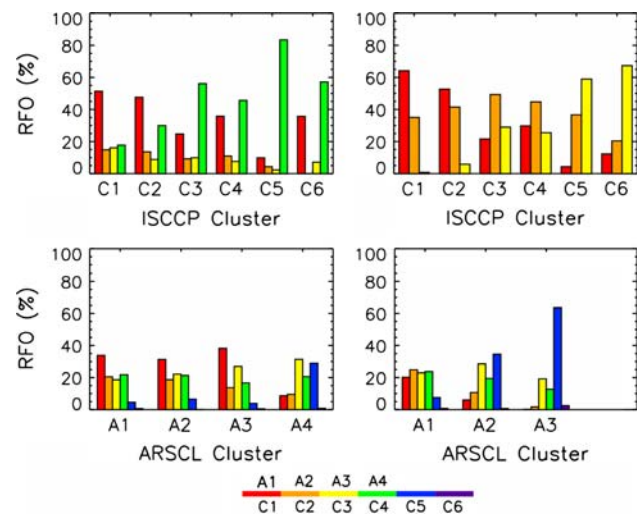 100
80
60
40
20
0
RFO (%)
C1 C2 C3 C4 C5 C6
ISCCP Cluster
100
80
60
40
20
0
C1 C2 C3 C4 C5 C6
ISCCP Cluster
100
80
60
40
20
0
RFO (%)
A1 A2 A3 A4
ARSCL Cluster
100
80
60
40
20
0
A1 A2 A3
ARSCL Cluster
A1 A2 A3 A4
C1 C2 C3 C4 C5 C6